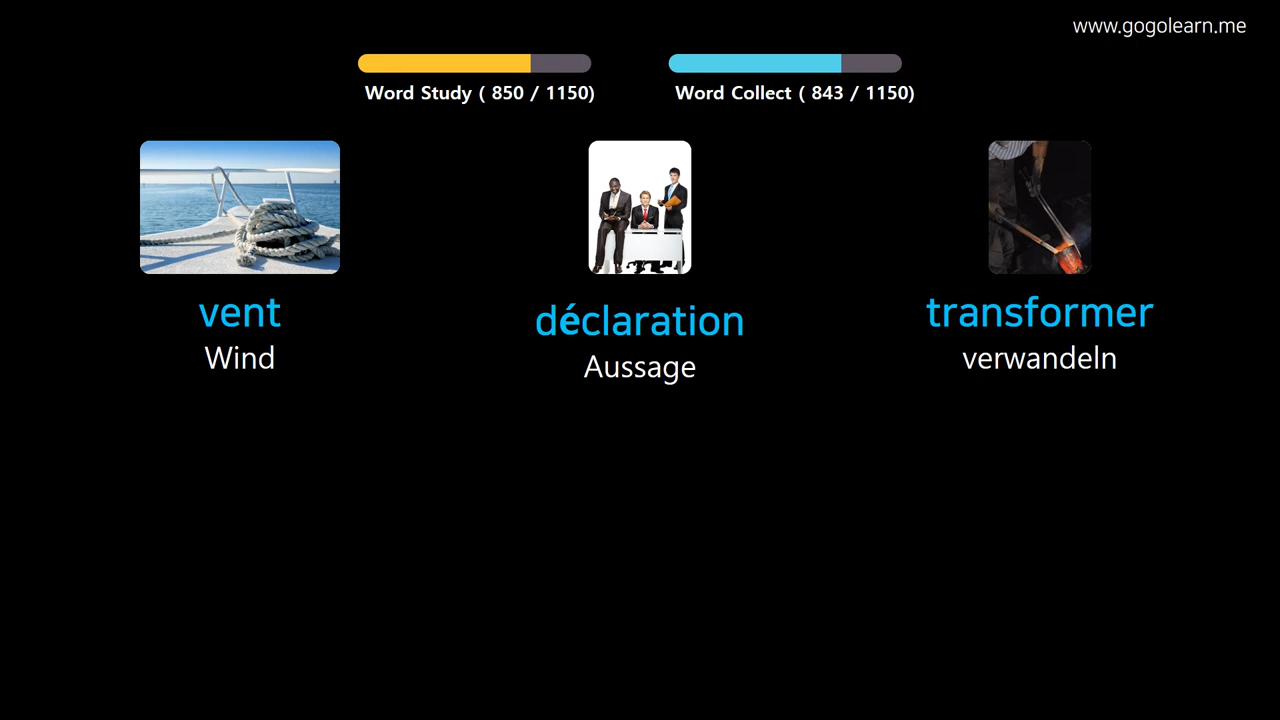 www.gogolearn.me
Word Study ( 850 / 1150)
Word Collect ( 843 / 1150)
vent
Wind
déclaration
Aussage
transformer
verwandeln